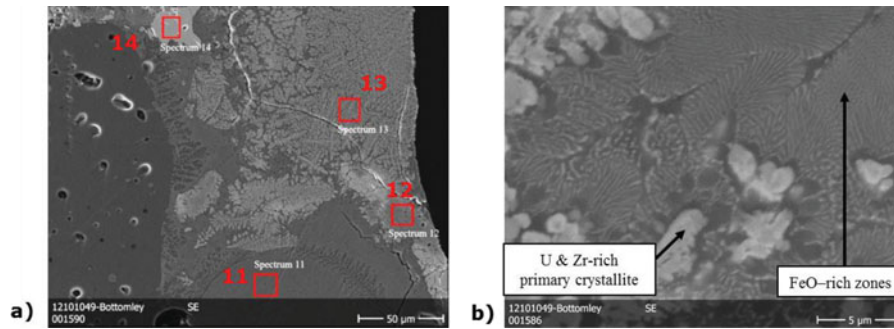 14
Spectrum 14
13
Spectrum 13
12
Spectrum 12
11
Spectrum 11
a)
12101049-Bottomley SE
001590 50 µm
b)
U & Zr-rich
primary crystallite
FeO–rich zones
12101049-Bottomley SE
001586 5 µm